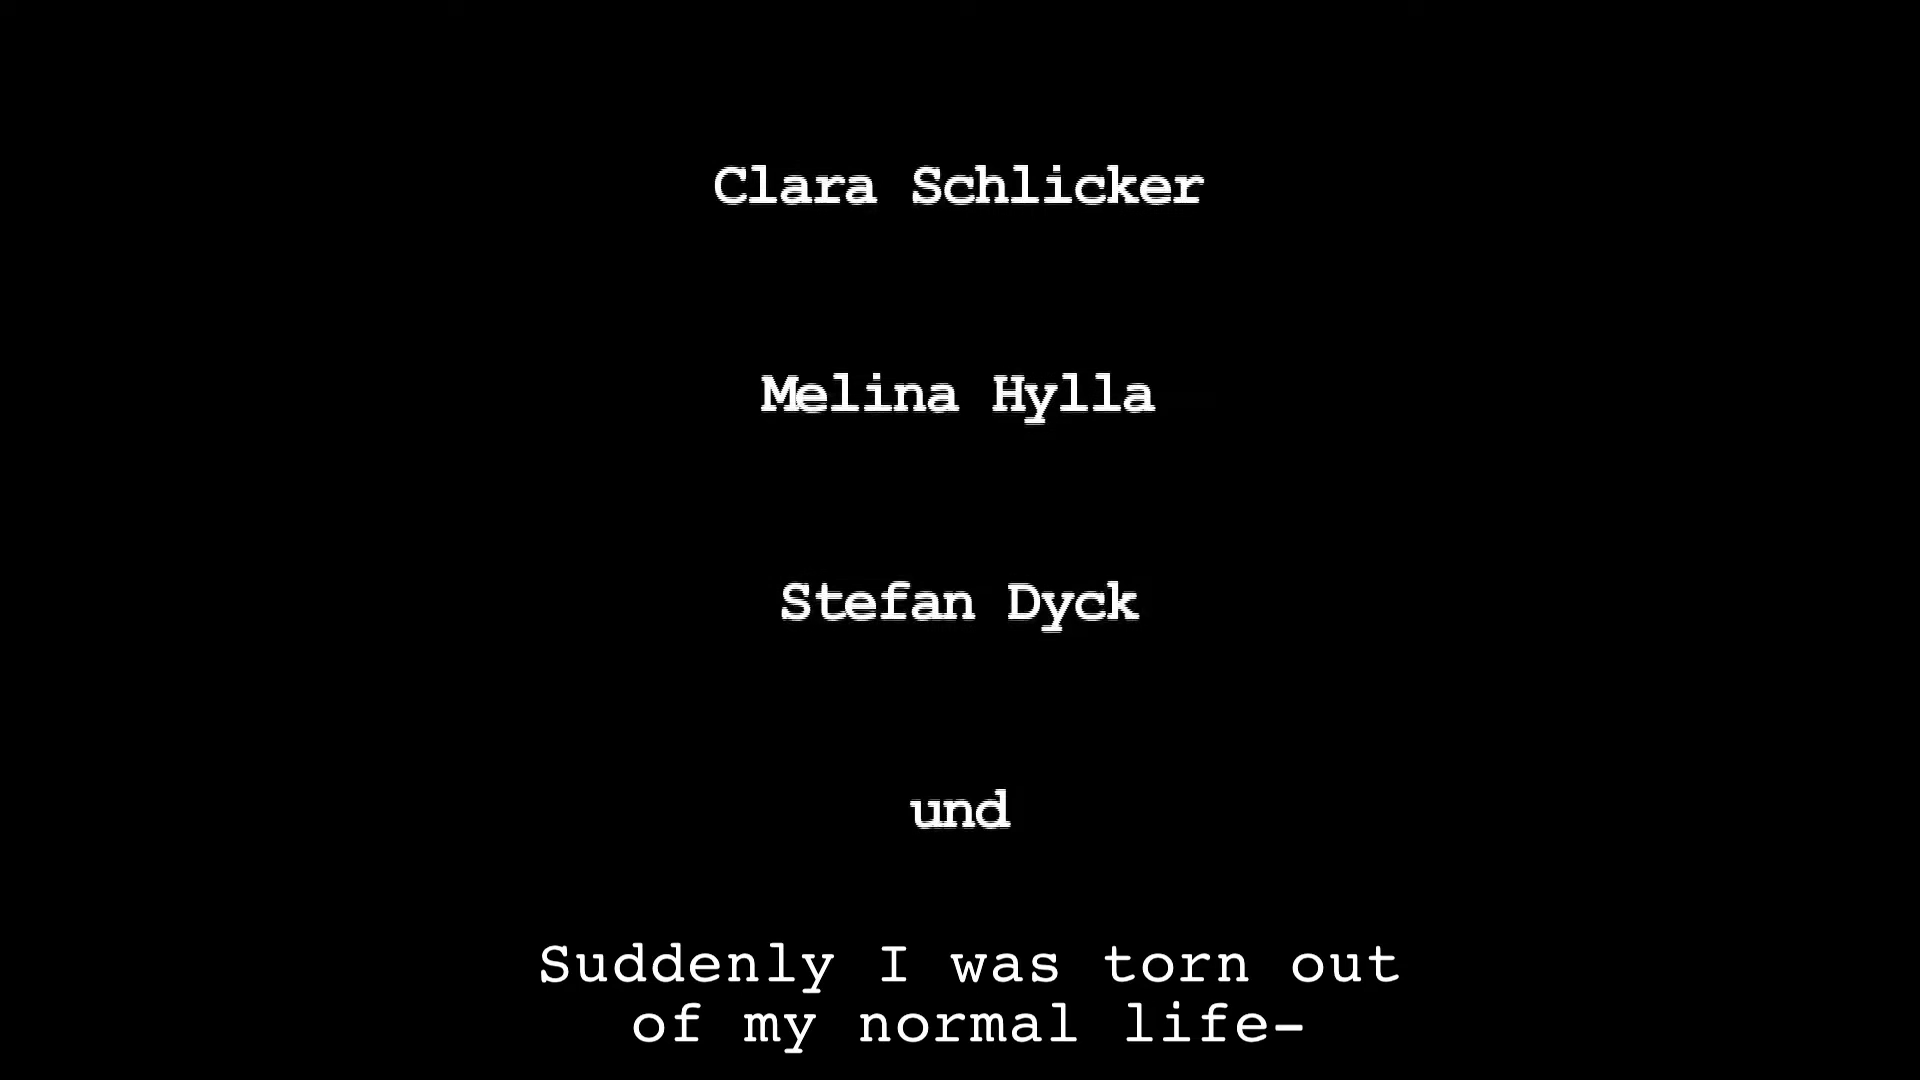 Clara Schlicker
Melina Hylla
Stefan Dyck
und
Suddenly I was torn out
of my normal life-